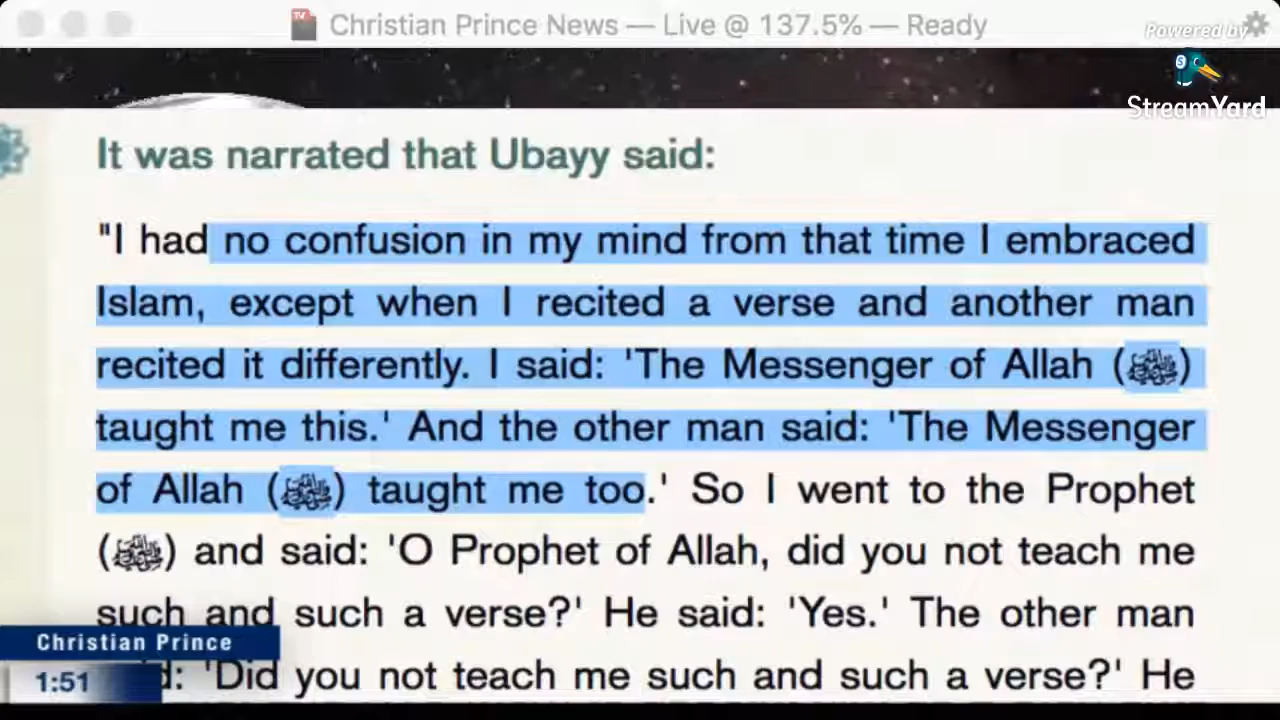 Christian Prince News — Live @ 137.5% — Ready
Powered by
StreamYard
It was narrated that Ubayy said:
"I had no confusion in my mind from that time I embraced
Islam, except when I recited a verse and another man
recited it differently. I said: 'The Messenger of Allah (ﷺ)
taught me this.' And the other man said: 'The Messenger
of Allah (ﷺ) taught me too.' So I went to the Prophet
(ﷺ) and said: 'O Prophet of Allah, did you not teach me
such and such a verse?' He said: 'Yes.' The other man
'Did you not teach me such and such a verse?' He
Christian Prince
1:51